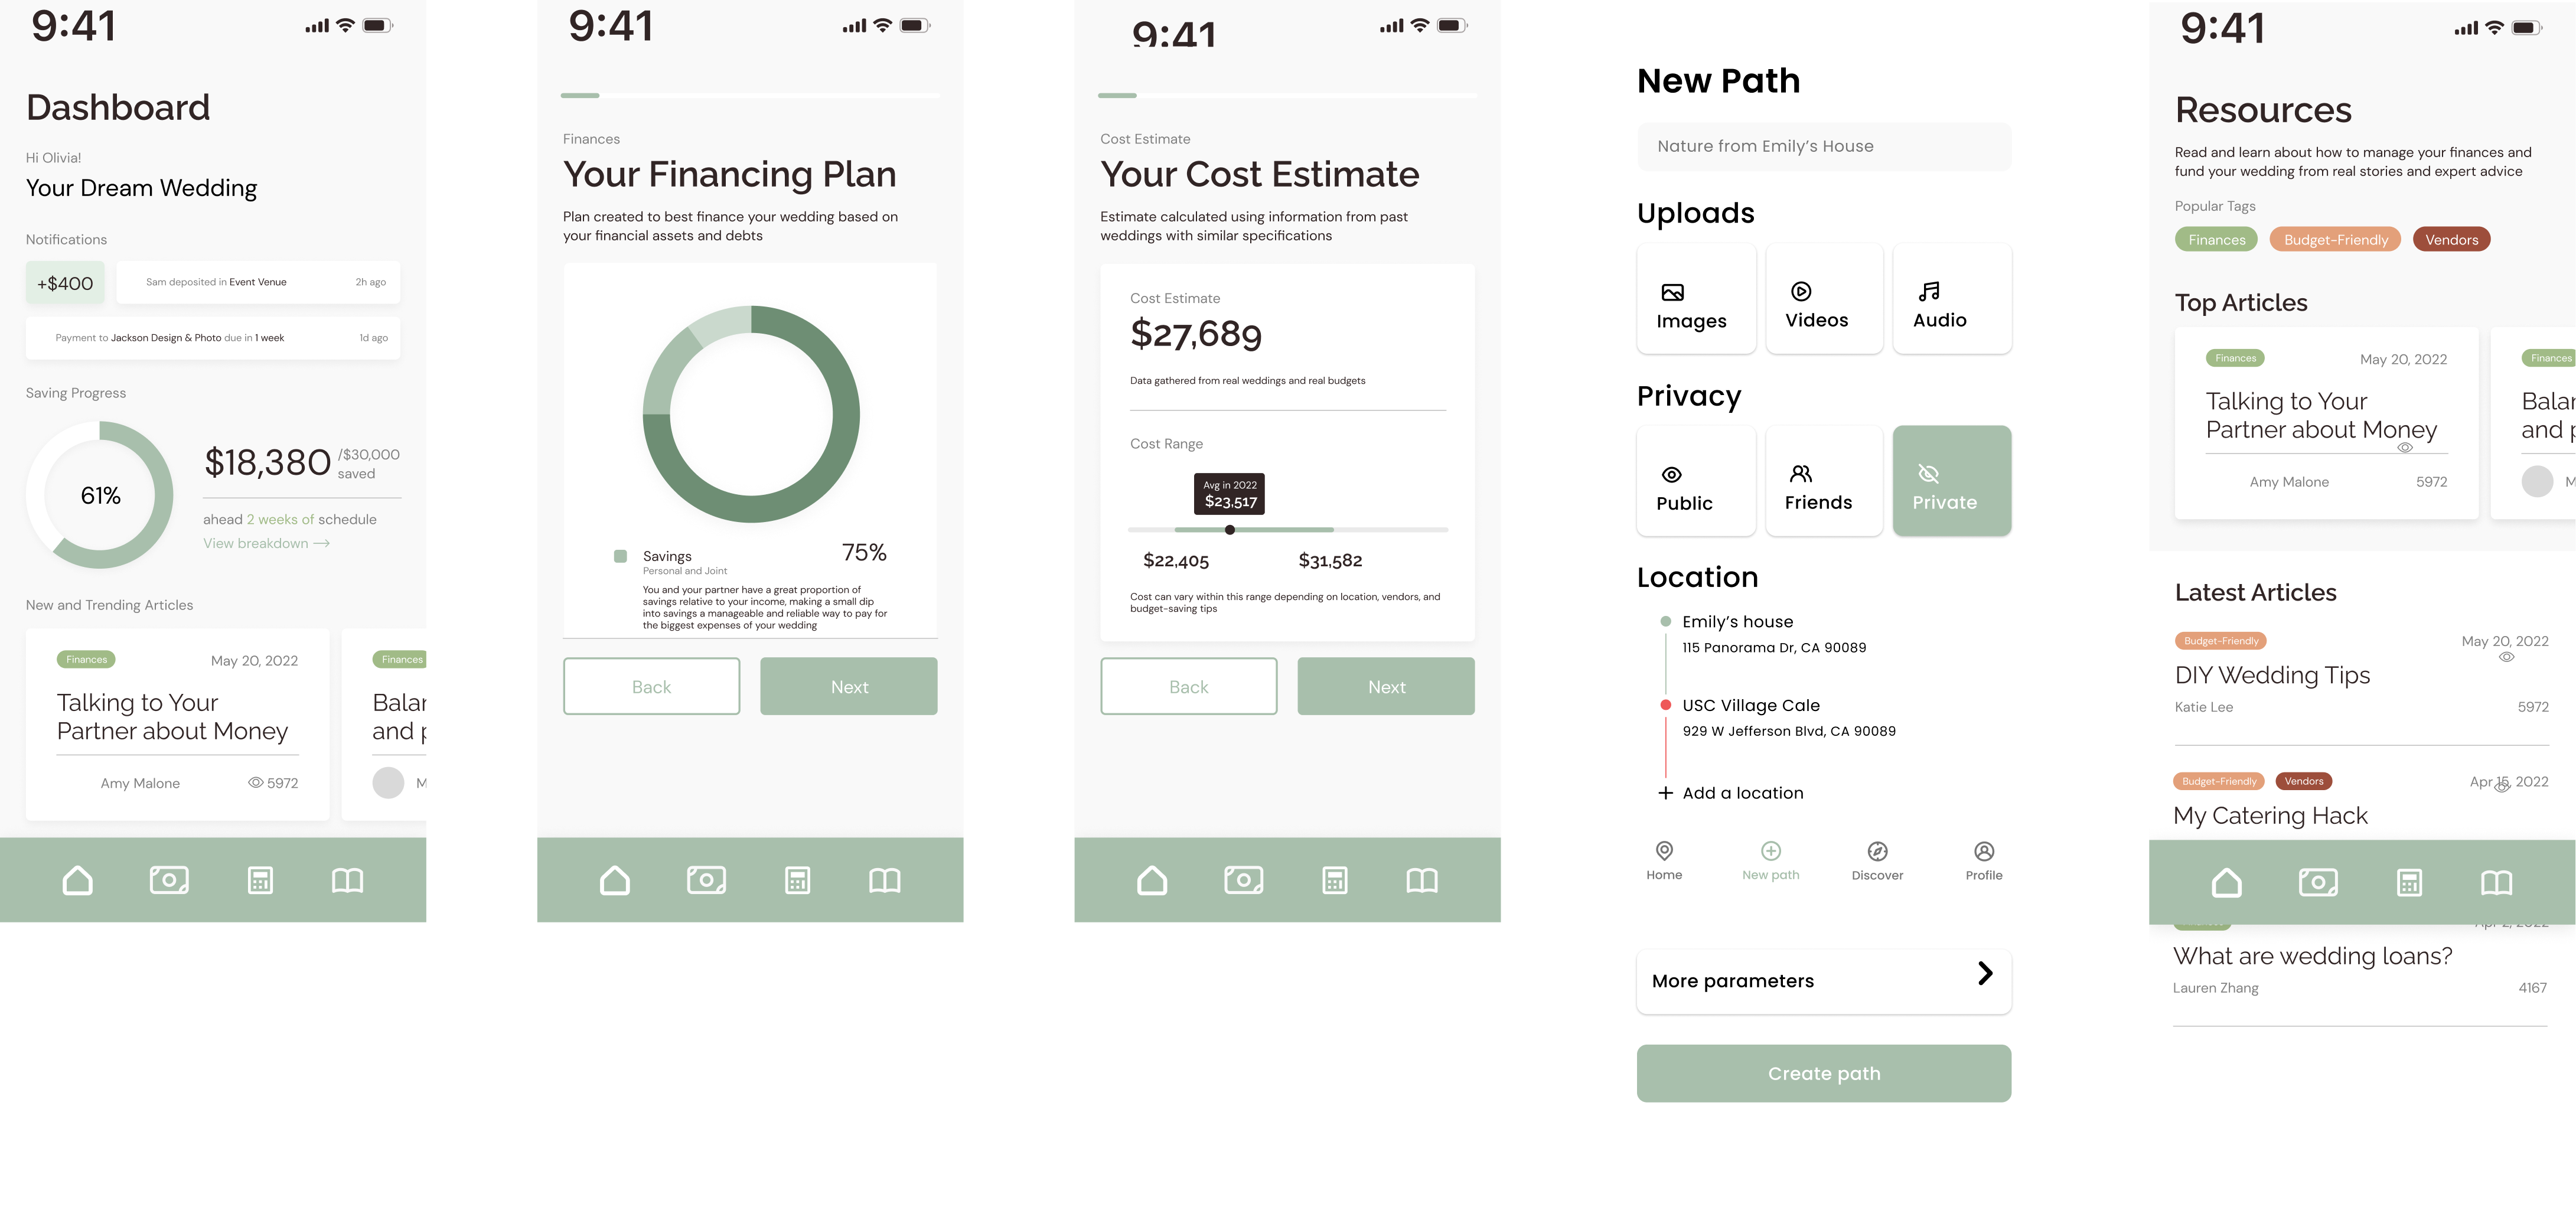 9:41
Dashboard
Hi Olivia!
Your Dream Wedding
Notifications
+$400
Sam deposited in Event Venue
2h ago
Payment to Jackson Design & Photo due in 1 week
1d ago
Saving Progress
61%
$18,380
/$30,000
saved
ahead 2 weeks of schedule
View breakdown
New and Trending Articles
Finances
May 20, 2022
Talking to Your
Partner about Money
Amy Malone
5972
Finances
and
M
9:41
Finances
Your Financing Plan
Plan created to best finance your wedding based on
your financial assets and debts
Savings
75%
Personal and Joint
You and your partner have a great proportion of
savings relative to your income, making a small dip
into savings a manageable and reliable way to pay for
the biggest expenses of your wedding
Back
Next
9:41
Cost Estimate
Your Cost Estimate
Estimate calculated using information from past
weddings with similar specifications
Cost Estimate
$27,689
Data gathered from real weddings and real budgets
Cost Range
Avg in 2022
$23,517
$22,405
$31,582
Cost can vary within this range depending on location, vendors, and
budget-saving tips
Back
Next
New Path
Nature from Emily’s House
Uploads
Images
Videos
Audio
Privacy
Public
Friends
Private
Location
Emily’s house
115 Panorama Dr, CA 90089
USC Village Cale
929 W Jefferson Blvd, CA 90089
Add a location
Home
New path
Discover
Profile
More parameters
Create path
9:41
Resources
Read and learn about how to manage your finances and
fund your wedding from real stories and expert advice
Popular Tags
Finances
Budget-Friendly
Vendors
Top Articles
Finances
May 20, 2022
Talking to Your
Partner about Money
Amy Malone
5972
Finances
and
M
Latest Articles
Budget-Friendly
May 20, 2022
DIY Wedding Tips
Katie Lee
5972
Budget-Friendly
Vendors
Apr 15, 2022
My Catering Hack
Apr 2, 2022
What are wedding loans?
Lauren Zhang
4167